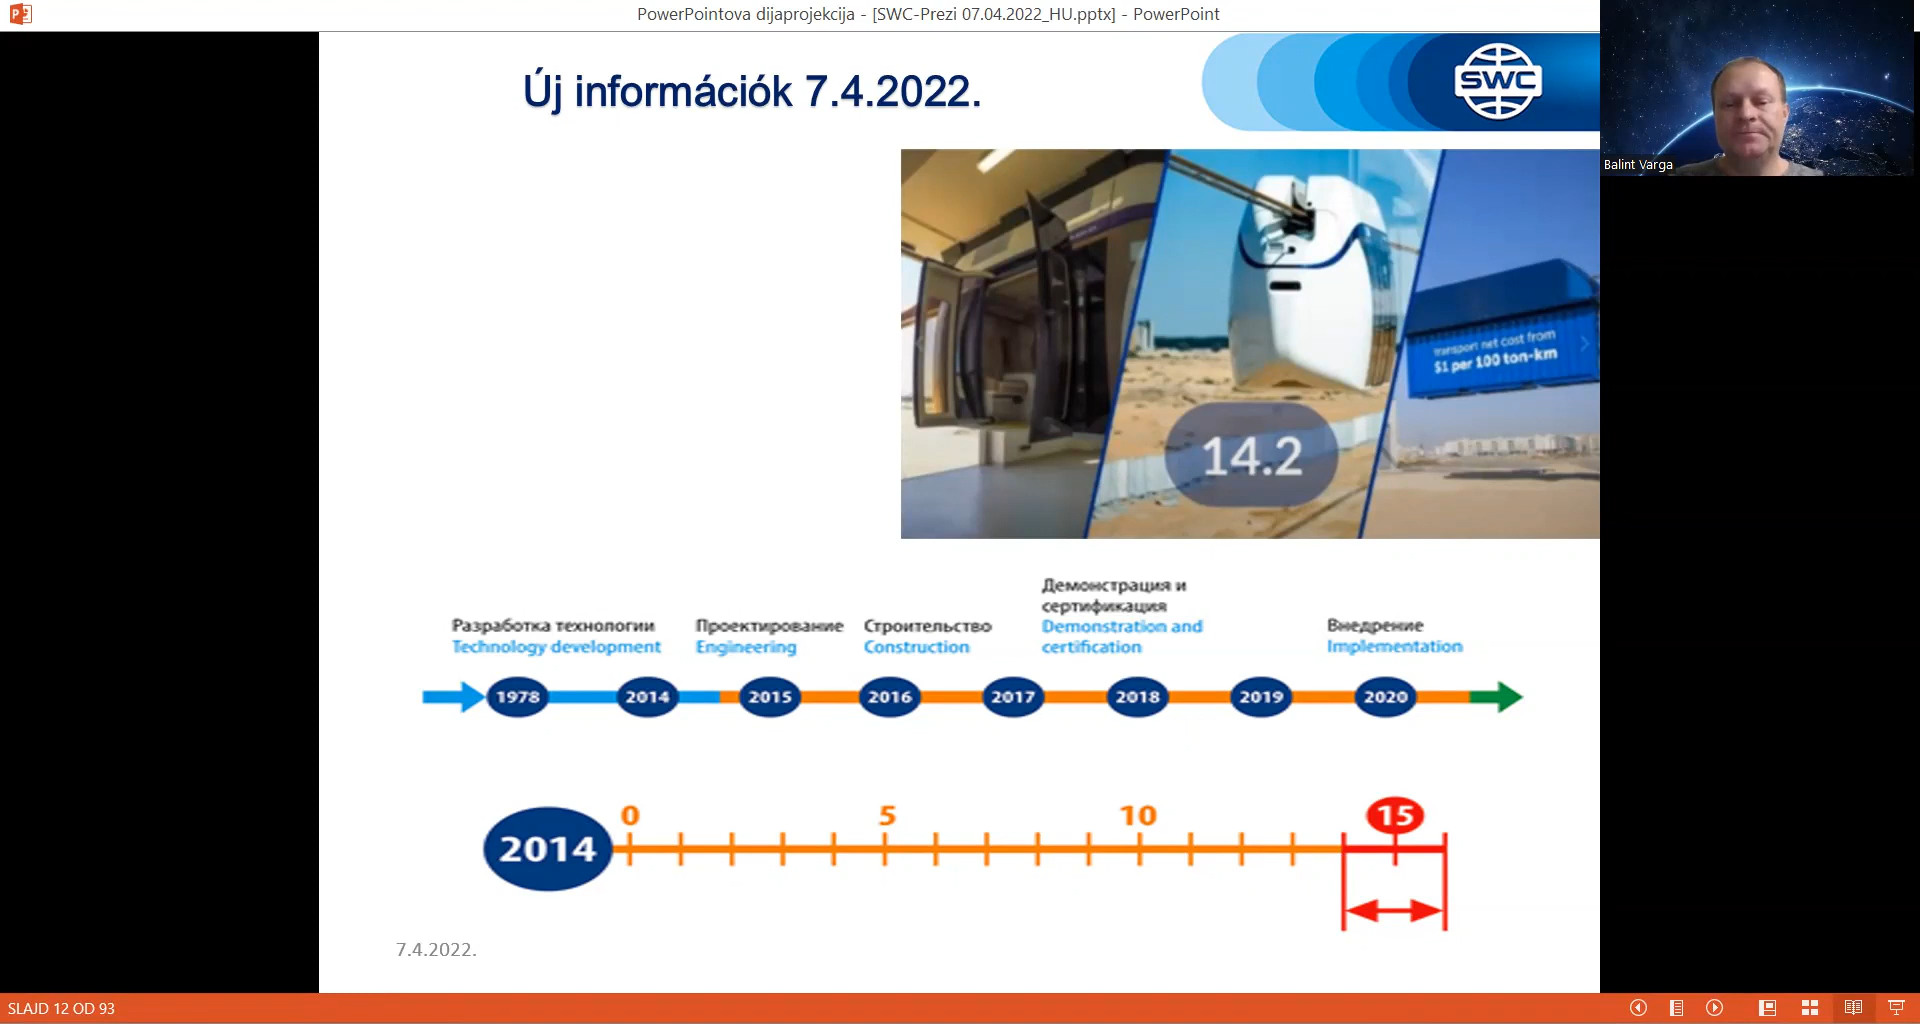 PowerPointova dijaprojekcija - [SWC-Prezi 07.04.2022_HU.pptx] - PowerPoint
Új információk 7.4.2022.
SWC
Balint Varga
transport net cost from
$1 per 100 ton-km
14.2
Разработка технологии
Technology development
Проектирование
Engineering
Строительство
Construction
Демонстрация и
сертификация
Demonstration and
certification
Внедрение
Implementation
1978 2014 2015 2016 2017 2018 2019 2020
0 5 10 15
2014
7.4.2022.
SLAJD 12 OD 93